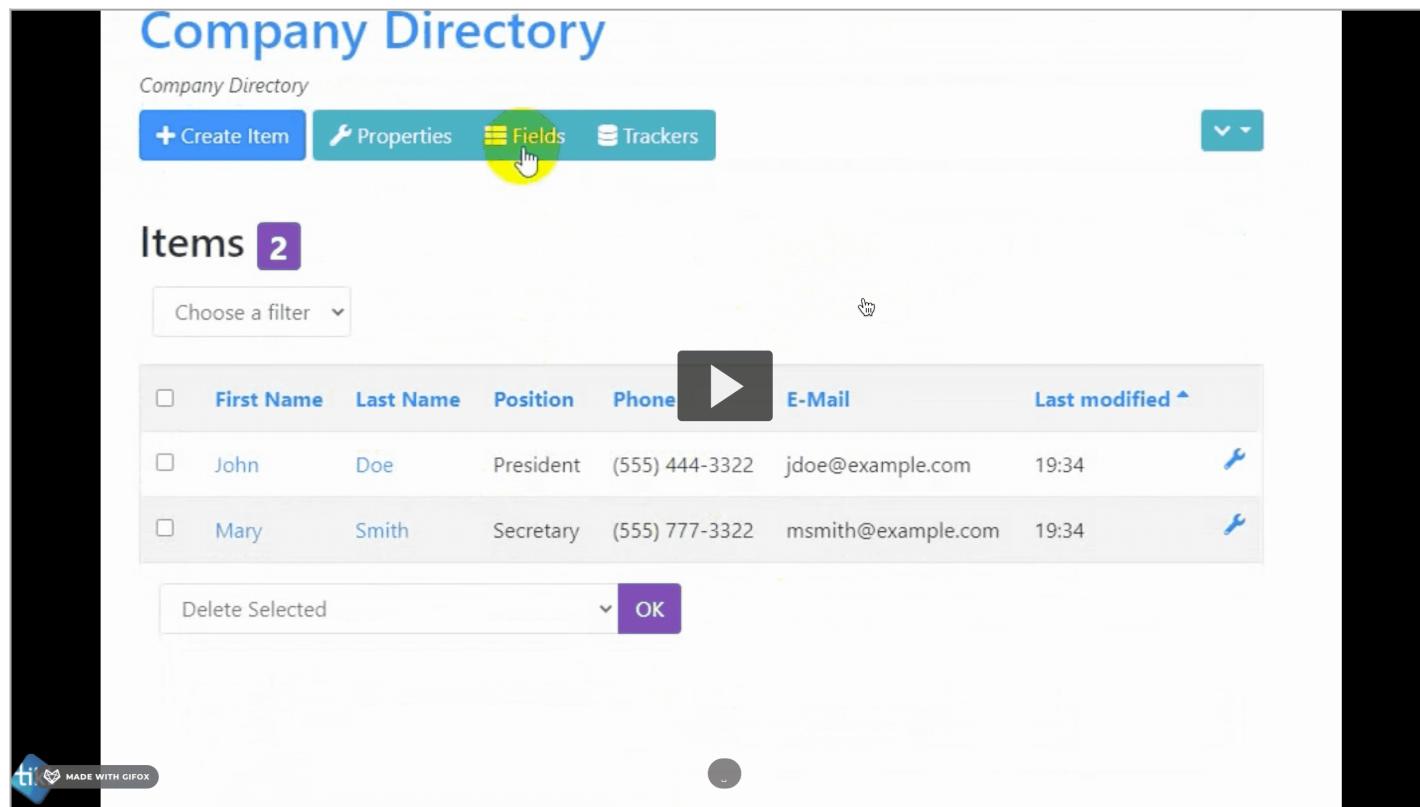 Company Directory
Company Directory
Create Item Properties Fields Trackers
Items 2
Choose a filter
First Name Last Name Position Phone E-Mail Last modified
John Doe President (555) 444-3322 jdoe@example.com 19:34
Mary Smith Secretary (555) 777-3322 msmith@example.com 19:34
Delete Selected OK
ti MADE WITH GIFOX